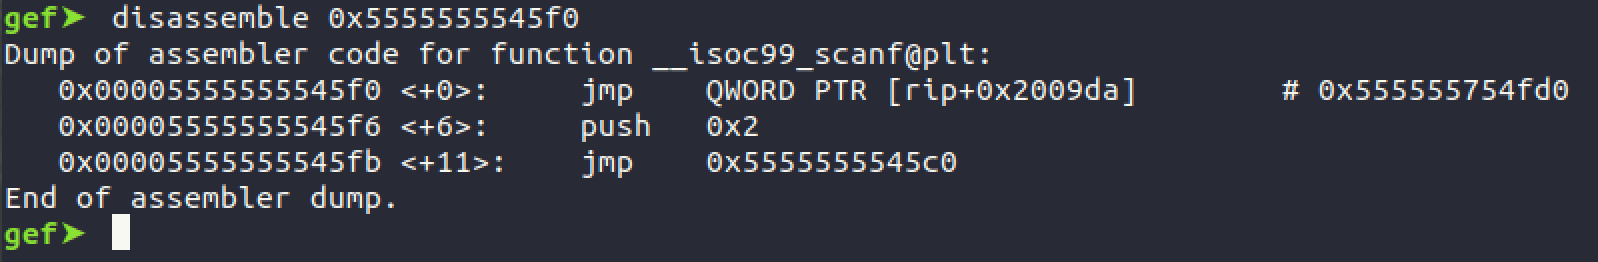 gef➤ disassemble 0x5555555545f0
Dump of assembler code for function __isoc99_scanf@plt:
0x00005555555545f0 <+0>: jmp QWORD PTR [rip+0x2009da] # 0x555555754fd0
0x00005555555545f6 <+6>: push 0x2
0x00005555555545fb <+11>: jmp 0x5555555545c0
End of assembler dump.
gef➤